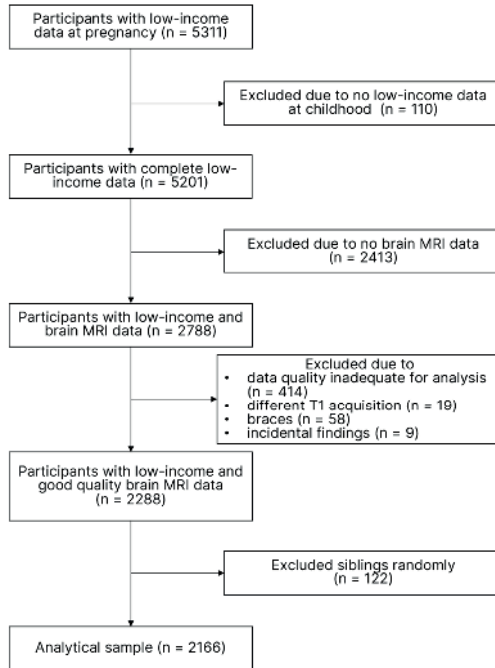 Participants with low-income
data at pregnancy (n = 5311)
Excluded due to no low-income data
at childhood (n = 110)
Participants with complete low-
income data (n = 5201)
Excluded due to no brain MRI data
(n = 2413)
Participants with low-income and
brain MRI data (n = 2788)
Excluded due to
• data quality inadequate for analysis
(n = 414)
• different T1 acquisition (n = 19)
• braces (n = 58)
• incidental findings (n = 9)
Participants with low-income and
good quality brain MRI data
(n = 2288)
Excluded siblings randomly
(n = 122)
Analytical sample (n = 2166)